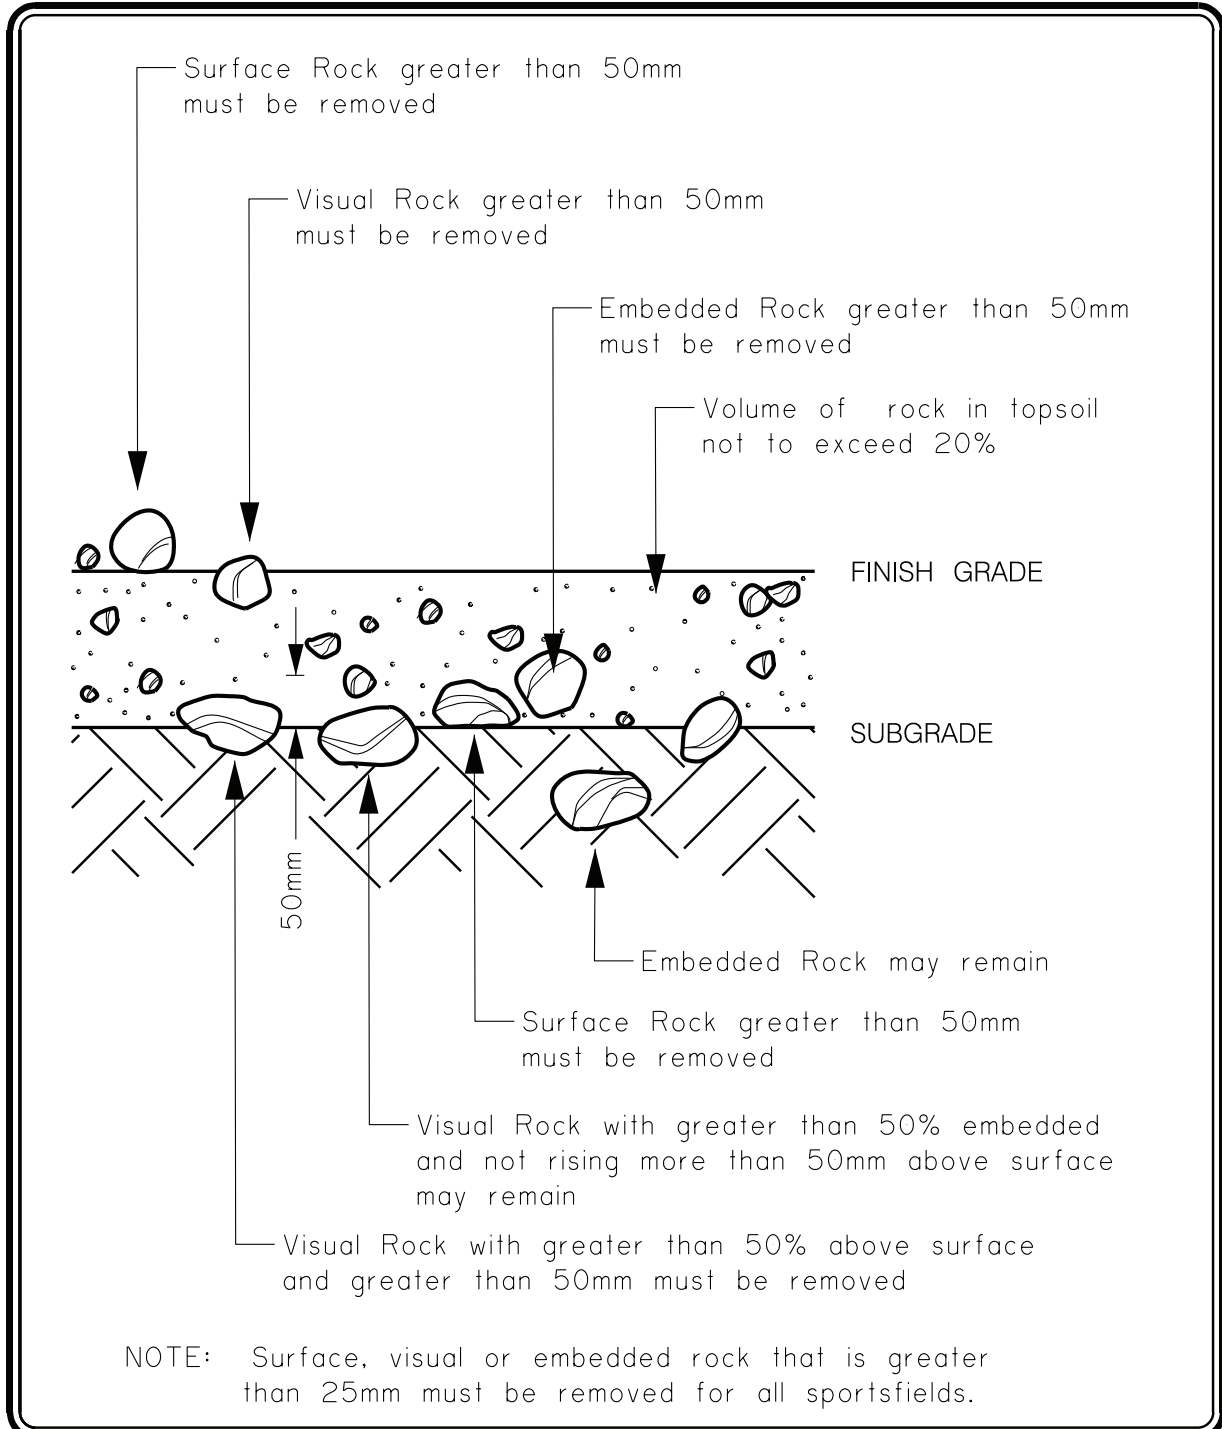 Surface Rock greater than 50mm
must be removed
Visual Rock greater than 50mm
must be removed
Embedded Rock greater than 50mm
must be removed
Volume of rock in topsoil
not to exceed 20%
FINISH GRADE
SUBGRADE
50mm
Embedded Rock may remain
Surface Rock greater than 50mm
must be removed
Visual Rock with greater than 50% embedded
and not rising more than 50mm above surface
may remain
Visual Rock with greater than 50% above surface
and greater than 50mm must be removed
NOTE: Surface, visual or embedded rock that is greater
than 25mm must be removed for all sportsfields.